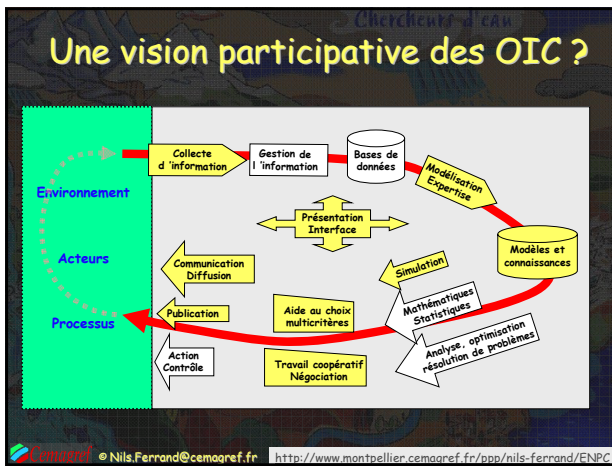 Chercheurs d'eau
Une vision participative des OIC ?
Collecte
d 'information
Gestion de
l 'information
Bases de
données
Modélisation
Expertise
Environnement
Présentation
Interface
Modèles et
connaissances
Acteurs
Communication
Diffusion
Simulation
Mathématiques
Statistiques
Publication
Aide au choix
multicritères
Processus
Analyse, optimisation
résolution de problèmes
Action
Contrôle
Travail coopératif
Négociation
Cemagref
© Nils.Ferrand@cemagref.fr
http://www.montpellier.cemagref.fr/ppp/nils-ferrand/ENPC